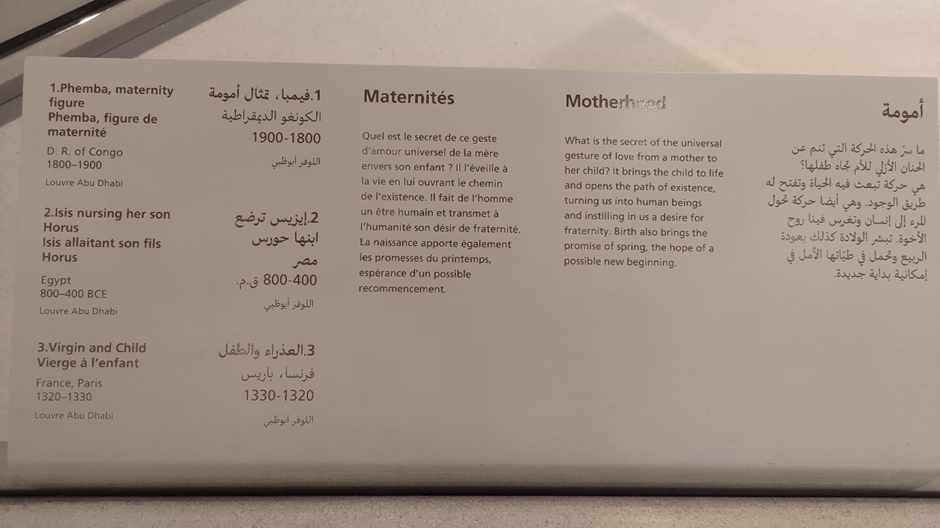 1.Phemba, maternity
figure
Phemba, figure de
maternité
D. R. of Congo
1800–1900
Louvre Abu Dhabi
1.فيمبا، تمثال أمومة
الكونغو الديمقراطية
1900-1800
اللوفر أبوظبي
2.Isis nursing her son
Horus
Isis allaitant son fils
Horus
Egypt
800–400 BCE
Louvre Abu Dhabi
2.إيزيس ترضع
ابنها حورس
مصر
800-400 ق.م.
اللوفر أبوظبي
3.Virgin and Child
Vierge à l’enfant
France, Paris
1320–1330
Louvre Abu Dhabi
3.العذراء والطفل
فرنسا، باريس
1330-1320
اللوفر أبوظبي
Maternités
Quel est le secret de ce geste
d’amour universel de la mère
envers son enfant ? Il l’éveille à
la vie en lui ouvrant le chemin
de l’existence. Il fait de l’homme
un être humain et transmet à
l’humanité son désir de fraternité.
La naissance apporte également
les promesses du printemps,
espérance d’un possible
recommencement.
Motherhood
What is the secret of the universal
gesture of love from a mother to
her child? It brings the child to life
and opens the path of existence,
turning us into human beings
and instilling in us a desire for
fraternity. Birth also brings the
promise of spring, the hope of a
possible new beginning.
أمومة
ما سرّ هذه الحركة التي تنم عن
الحنان الأزلي للأم تجاه طفلها؟
هي حركة تبعث فيه الحياة وتفتح له
طريق الوجود. وهي أيضا حركة تحول
المرء إلى إنسان وتغرس فينا روح
الأخوة. تبشر الولادة كذلك بعودة
الربيع وتحمل في طيّاتها الأمل في
إمكانية بداية جديدة.